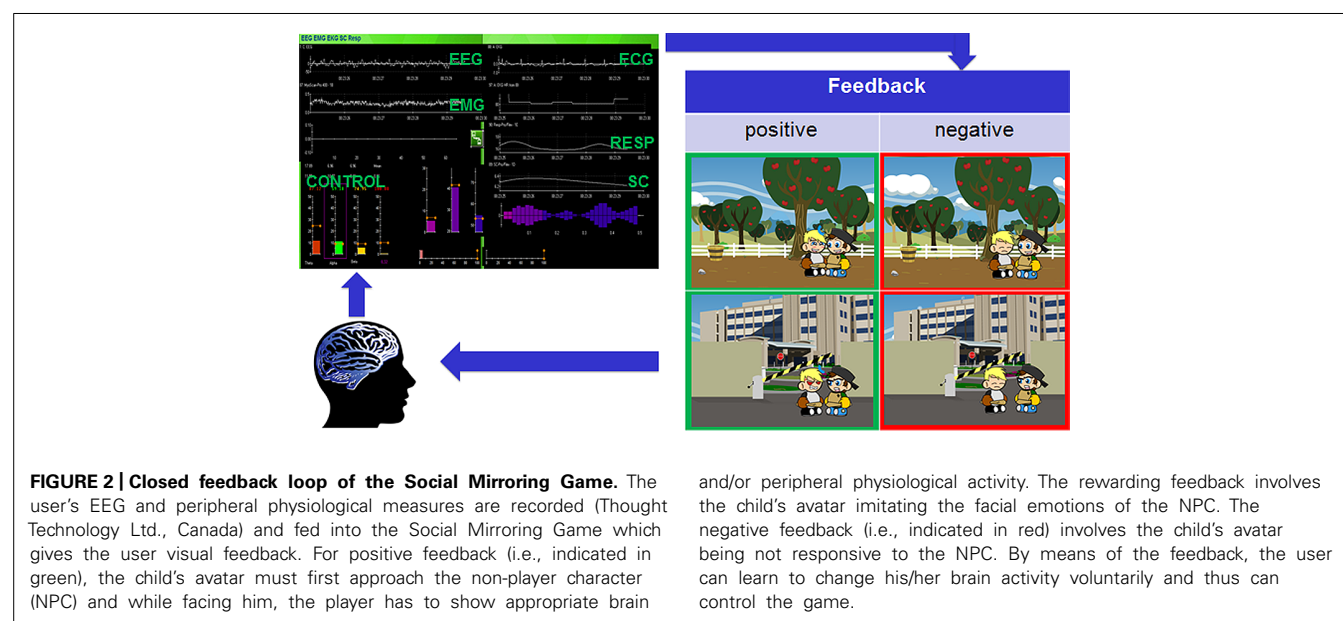 EEG EMG EKG SC Resp
EEG
ECG
EMG
RESP
SC
CONTROL
Feedback
positive negative
FIGURE 2 | Closed feedback loop of the Social Mirroring Game. The
user's EEG and peripheral physiological measures are recorded (Thought
Technology Ltd., Canada) and fed into the Social Mirroring Game which
gives the user visual feedback. For positive feedback (i.e., indicated in
green), the child's avatar must first approach the non-player character
(NPC) and while facing him, the player has to show appropriate brain
and/or peripheral physiological activity. The rewarding feedback involves
the child's avatar imitating the facial emotions of the NPC. The
negative feedback (i.e., indicated in red) involves the child's avatar
being not responsive to the NPC. By means of the feedback, the user
can learn to change his/her brain activity voluntarily and thus can
control the game.